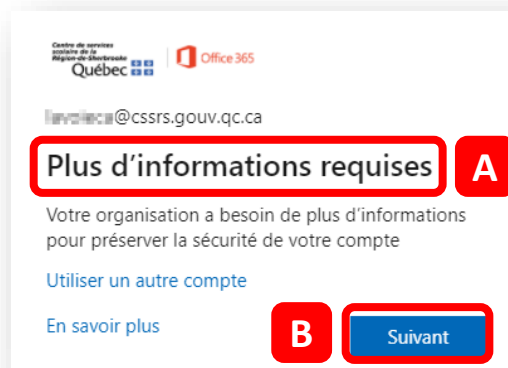 Centre de services
scolaire de la
Région-de-Sherbrooke
Québec
Office 365
@cssrs.gouv.qc.ca
Plus d'informations requises
A
Votre organisation a besoin de plus d'informations
pour préserver la sécurité de votre compte
Utiliser un autre compte
En savoir plus
B
Suivant